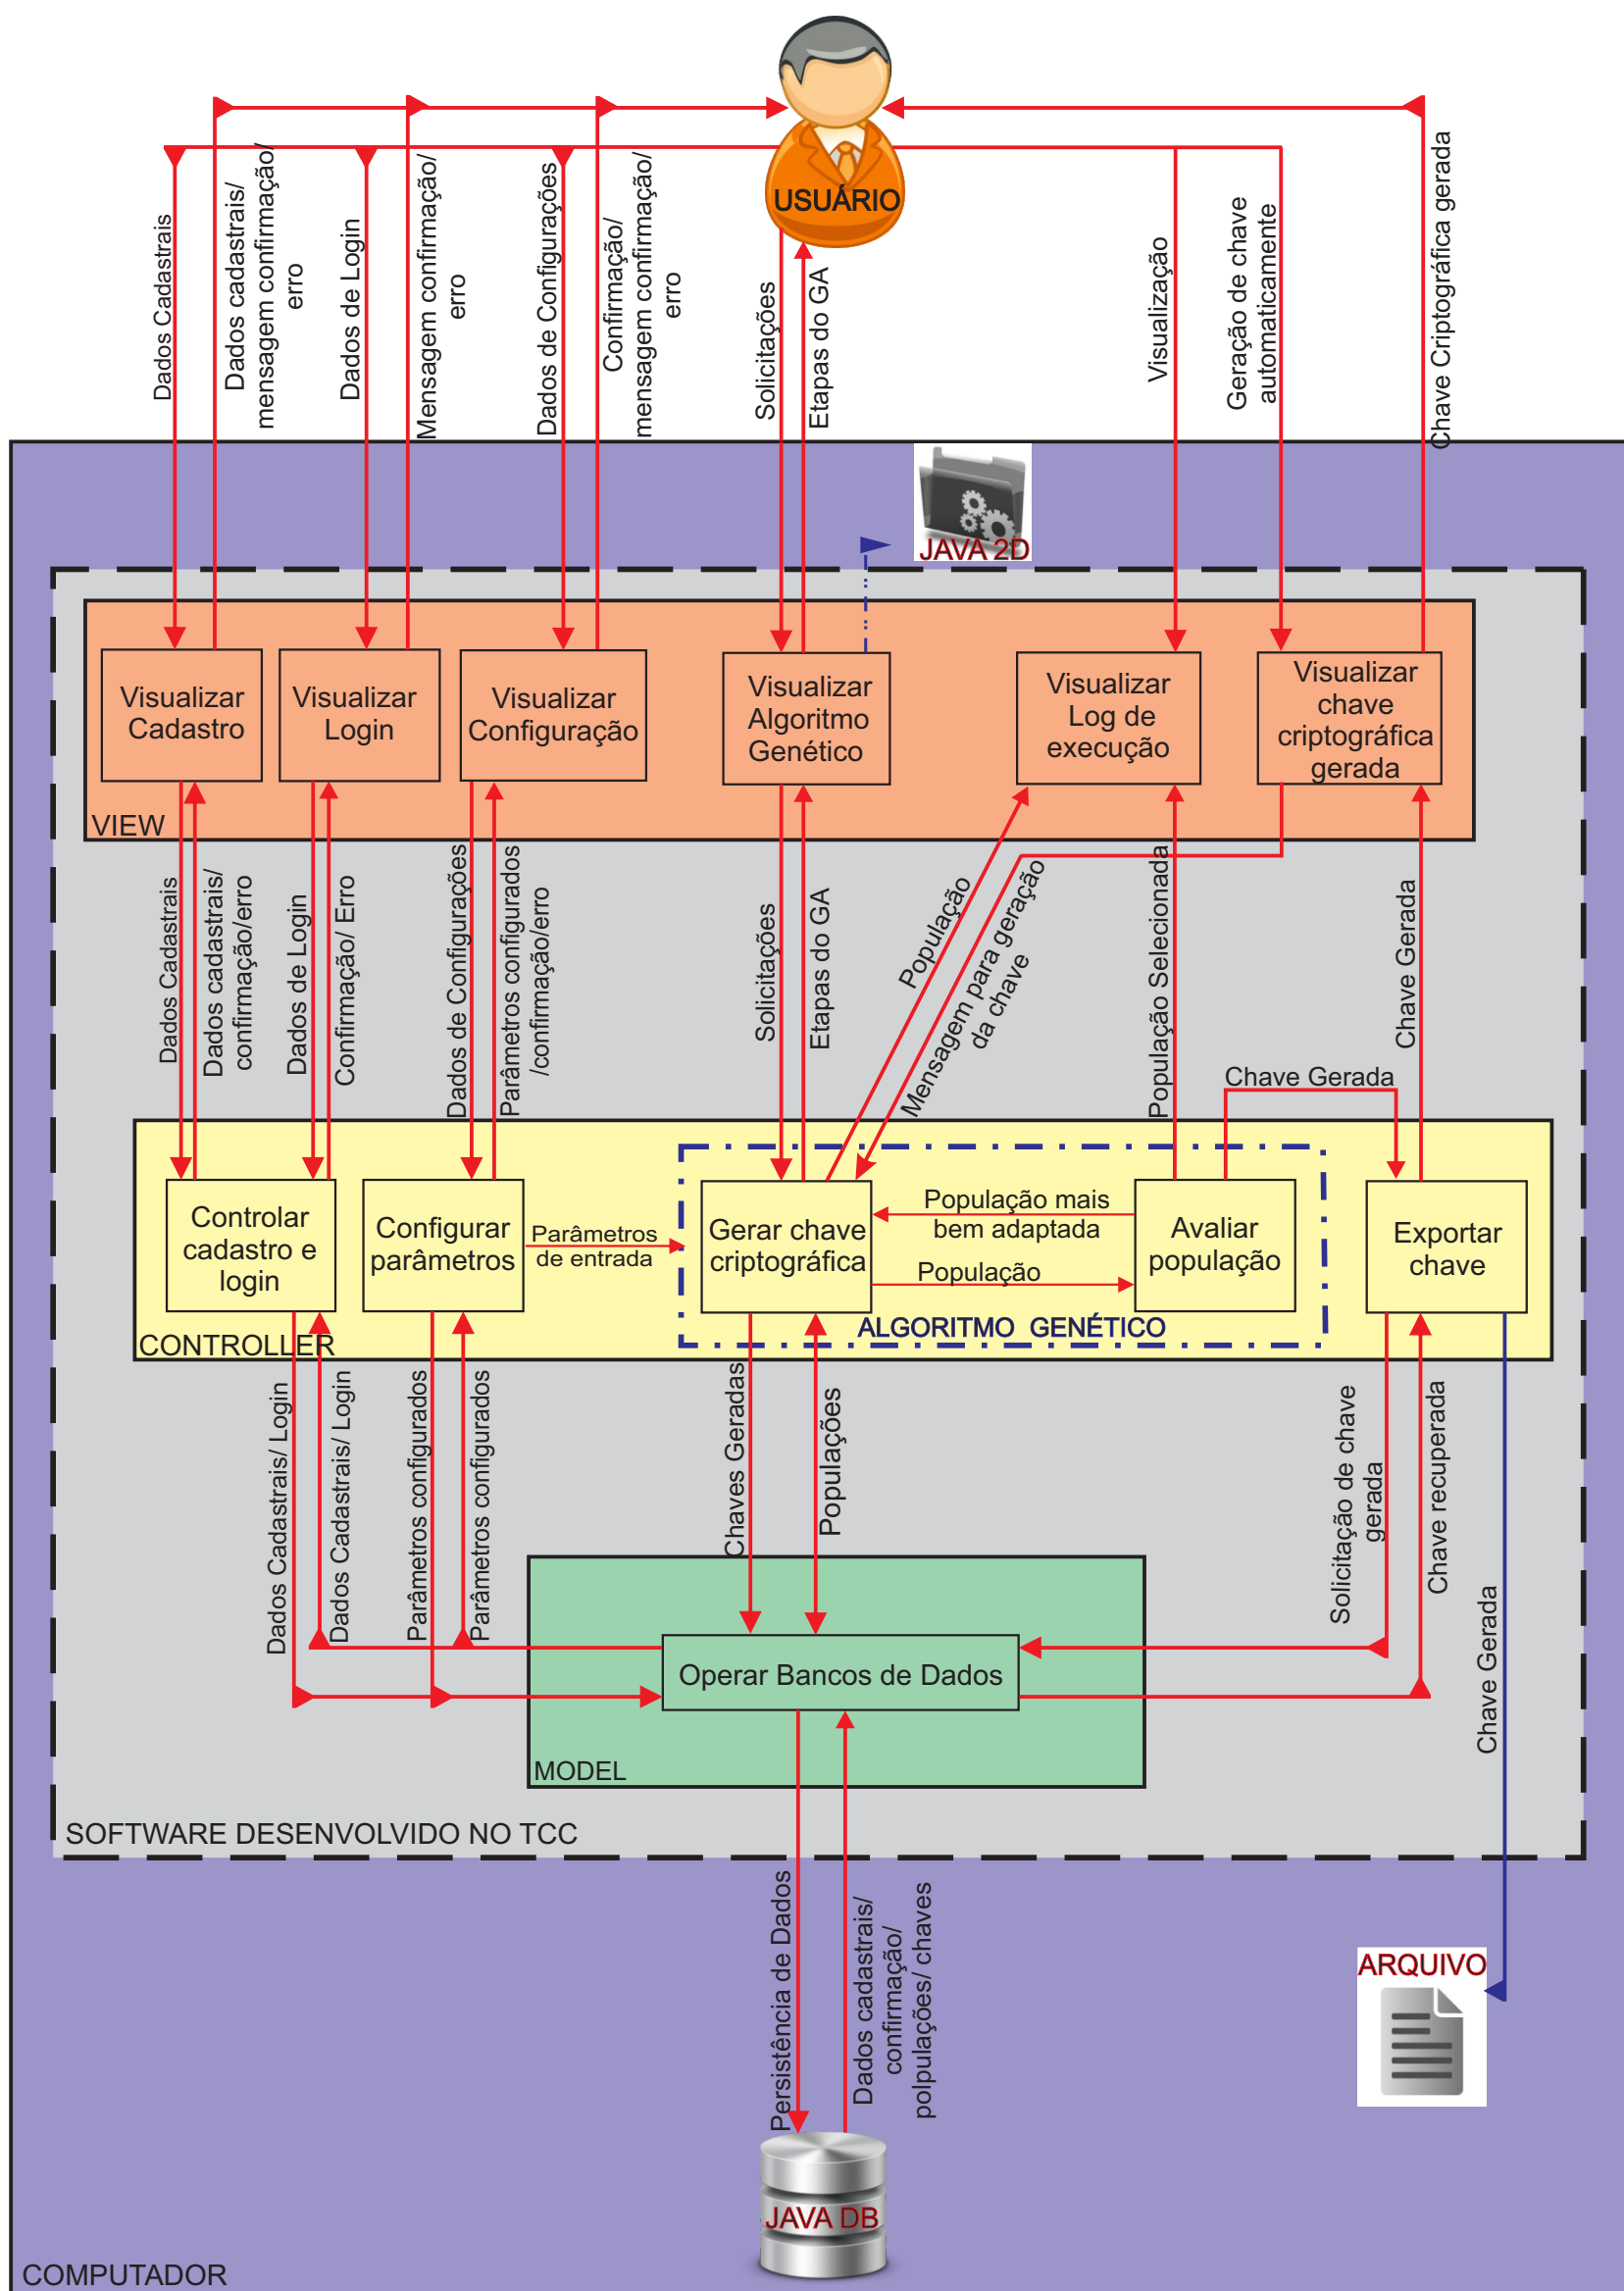 USUÁRIO
Dados Cadastrais
Dados cadastrais/
mensagem confirmação/
erro
Dados de Login
Mensagem confirmação/
erro
Dados de Configurações
Confirmação/
mensagem confirmação/
erro
Solicitações
Etapas do GA
Visualização
Geração de chave
automaticamente
Chave Criptográfica gerada
JAVA 2D
Visualizar
Cadastro
Visualizar
Login
Visualizar
Configuração
Visualizar
Algoritmo
Genético
Visualizar
Log de
execução
Visualizar
chave
criptográfica
gerada
VIEW
Dados Cadastrais
Dados cadastrais/
confirmação/erro
Dados de Login
Confirmação/ Erro
Dados de Configurações
Parâmetros configurados
/confirmação/erro
Solicitações
Etapas do GA
População
Mensagem para geração
da chave
População Selecionada
Chave Gerada
Chave Gerada
Controlar
cadastro e
login
Configurar
parâmetros
Parâmetros
de entrada
Gerar chave
criptográfica
População mais
bem adaptada
População
Avaliar
população
Exportar
chave
ALGORITMO GENÉTICO
CONTROLLER
Dados Cadastrais/ Login
Dados Cadastrais/ Login
Parâmetros configurados
Parâmetros configurados
Chaves Geradas
Populações
Solicitação de chave
gerada
Chave recuperada
Chave Gerada
Operar Bancos de Dados
MODEL
SOFTWARE DESENVOLVIDO NO TCC
Persistência de Dados
Dados cadastrais/
confirmação/
polpulações/ chaves
ARQUIVO
JAVA DB
COMPUTADOR